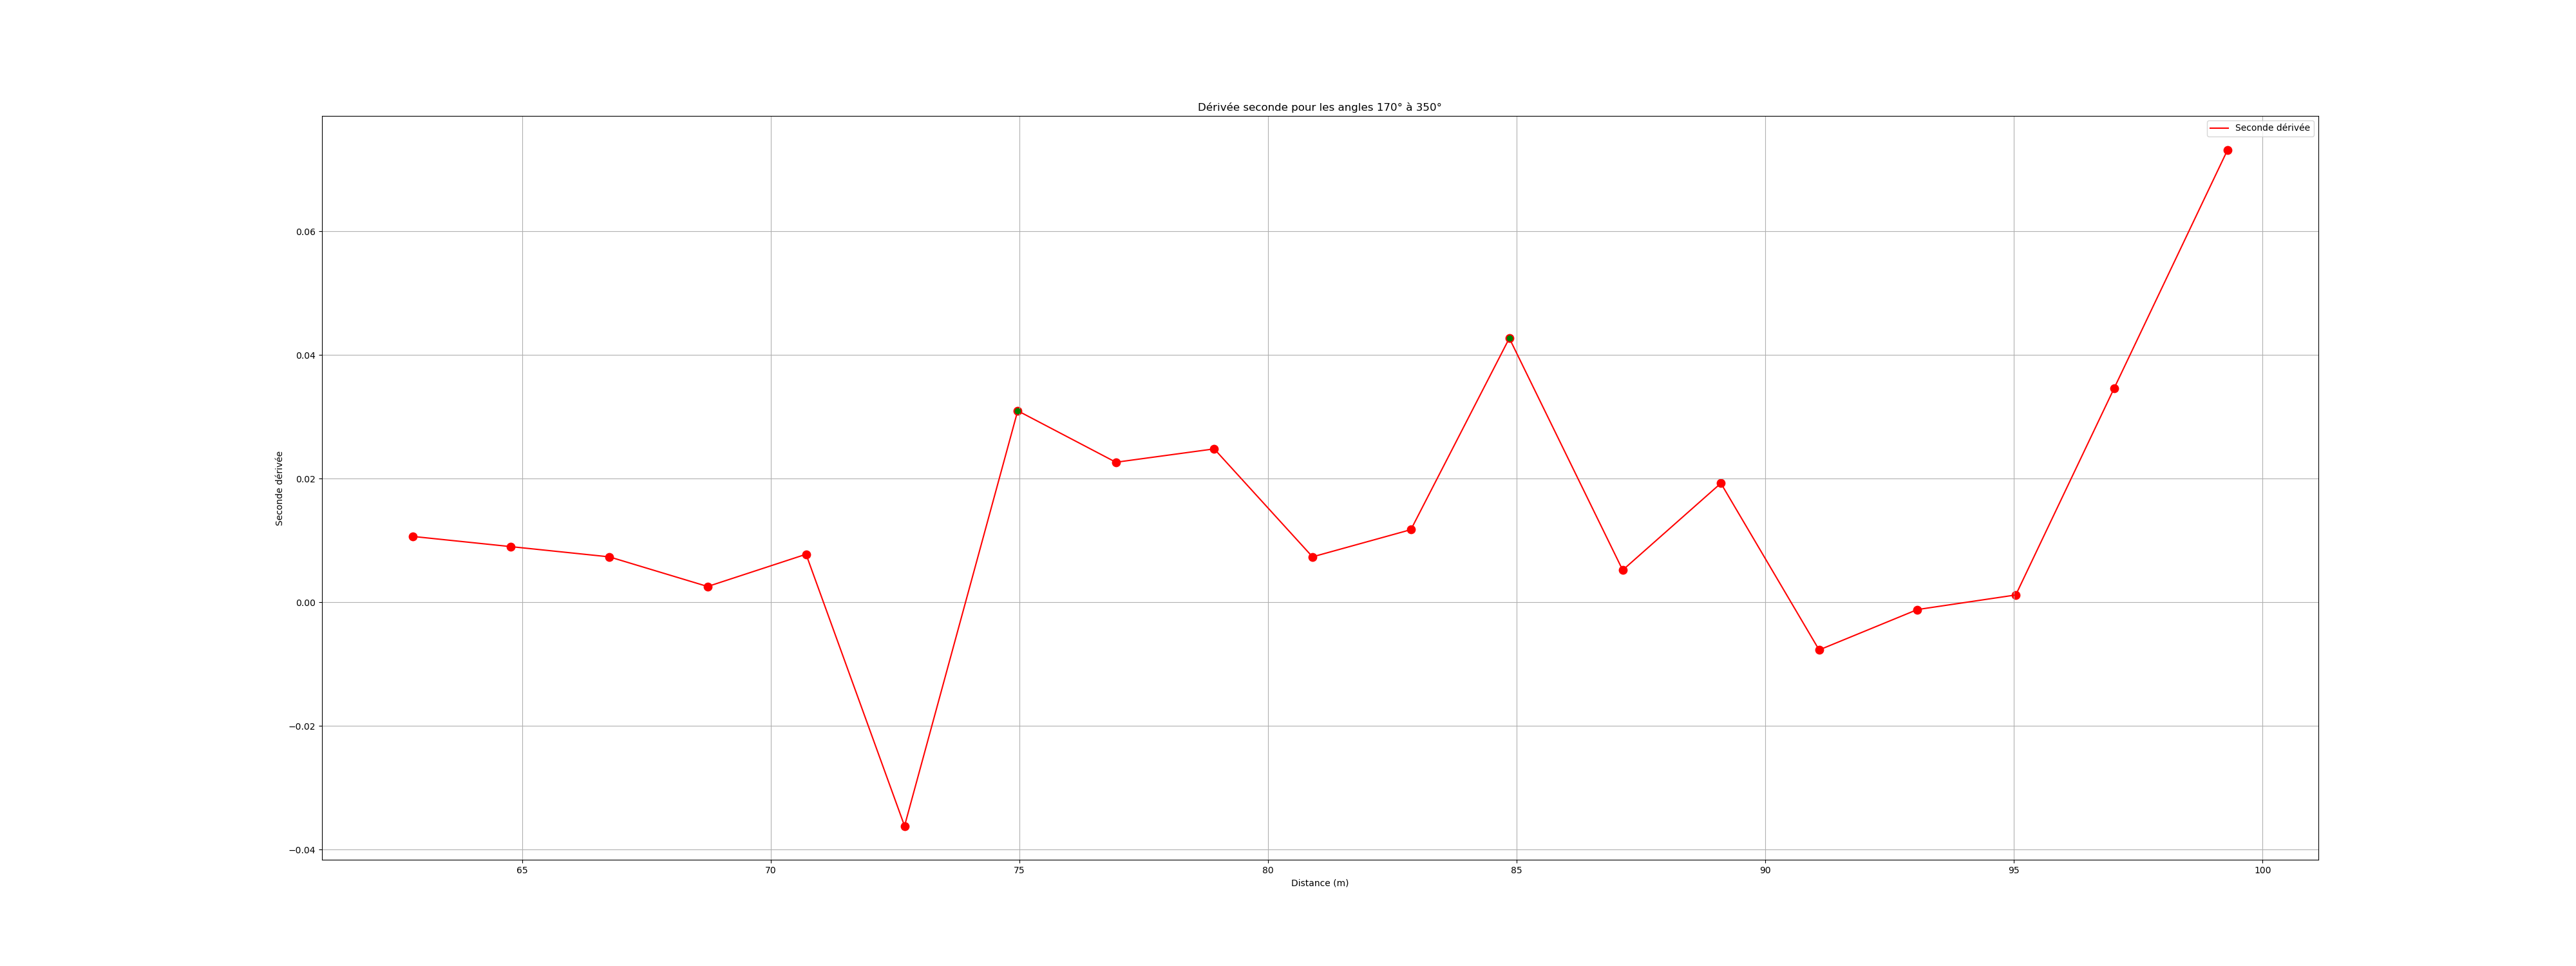 Dérivée seconde pour les angles 170° à 350°
Seconde dérivée
0.06
0.04
0.02
0.00
−0.02
−0.04
Seconde dérivée
65 70 75 80 85 90 95 100
Distance (m)